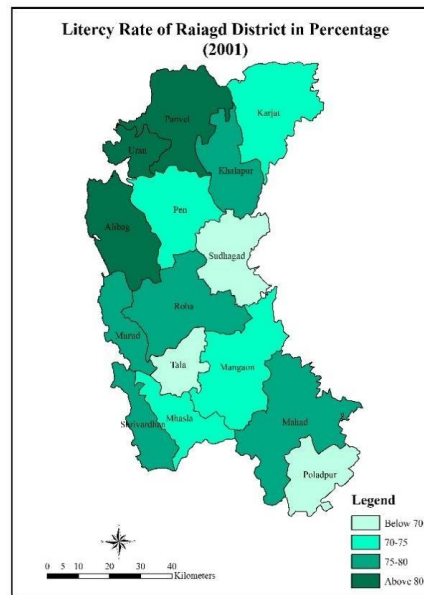 Litercy Rate of Raiagd District in Percentage
(2001)
Karjat
Panvel
Uran
Khalapur
Pen
Alibag
Sudhagad
Roha
Murud
Tala
Mangaon
Mhasla
Shrivardhan
Mahad
Poladpur
Legend
Below 70
70-75
75-80
Above 80
0 5 10 20 30 40
Kilometers